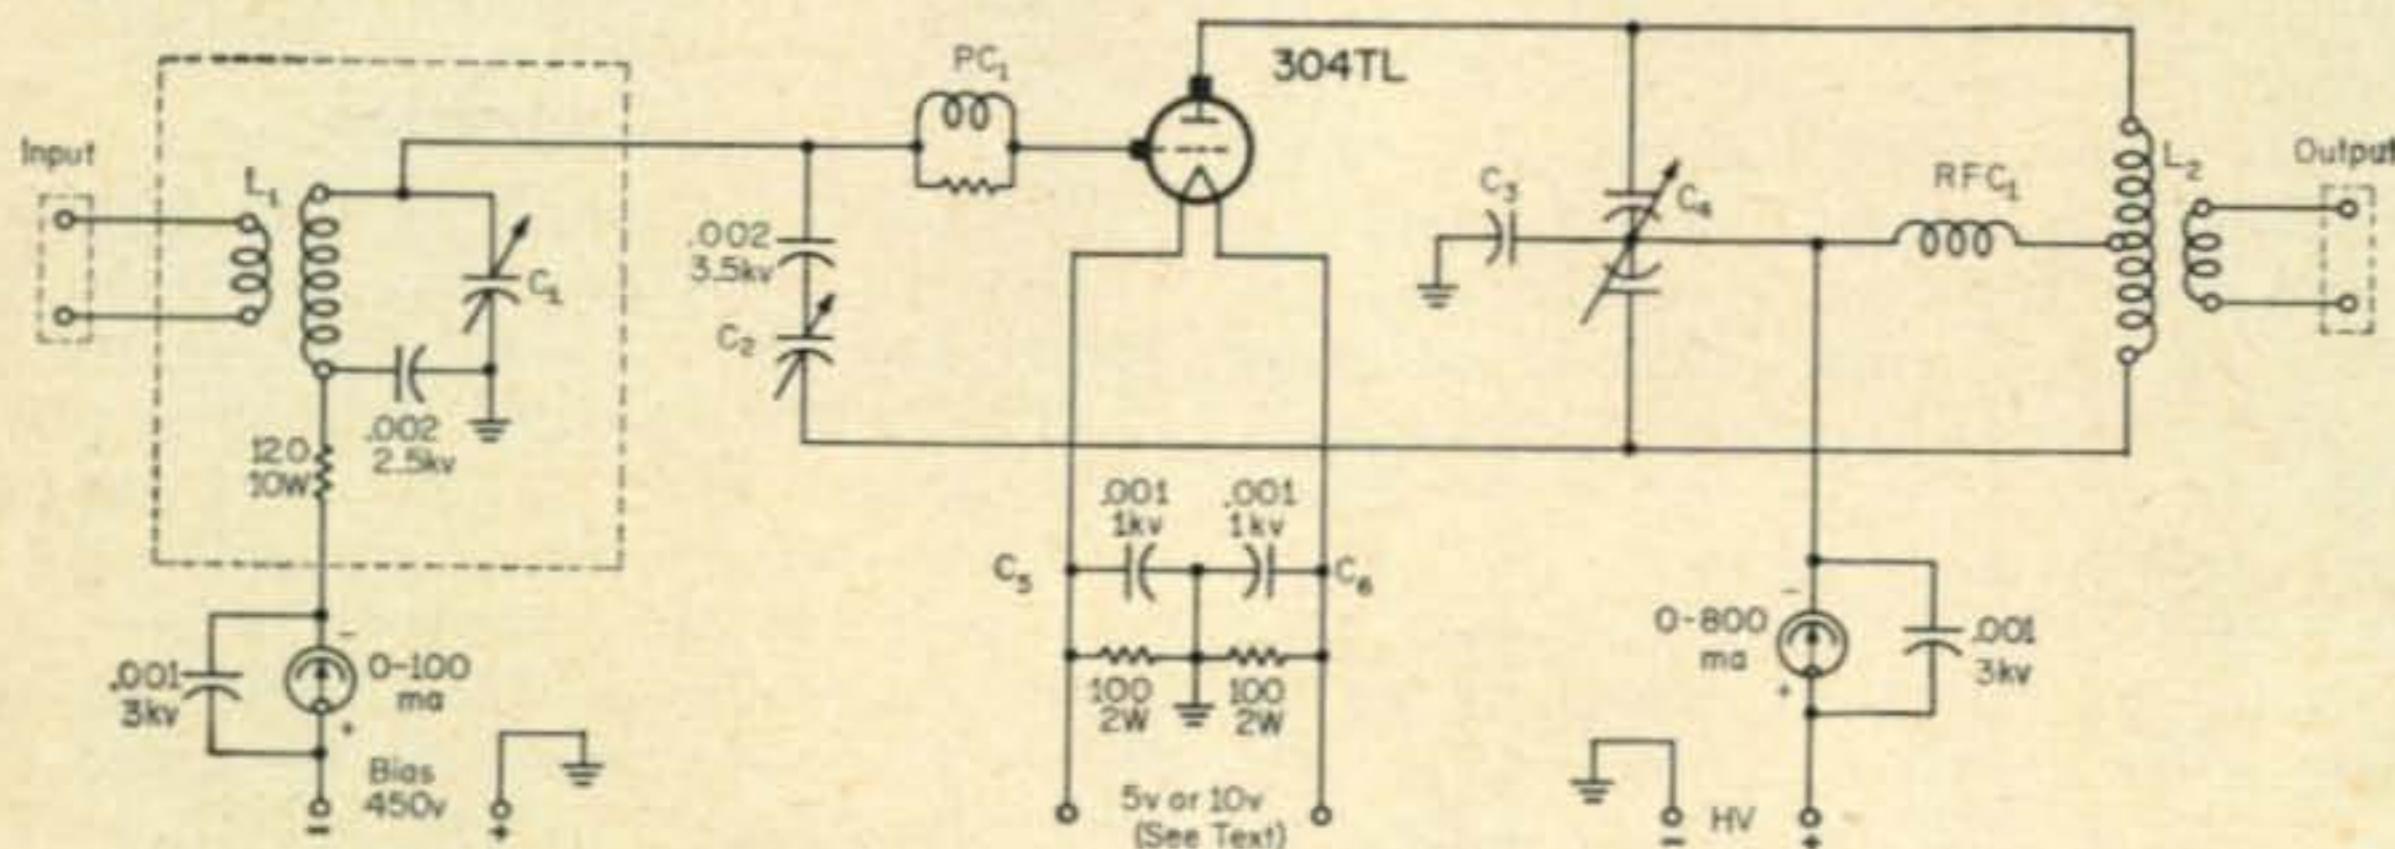 Input
L1
C1
.002
2.5kv
120
10W
.001
3kv
0-100
ma
-
+
Bias
450v
-
+
.002
3.5kv
C2
PC1
304TL
C5
.001
1kv
.001
1kv
C6
100
2W
100
2W
5v or 10v
(See Text)
C3
C4
RFC1
L2
Output
0-800
ma
-
+
.001
3kv
-
HV
+